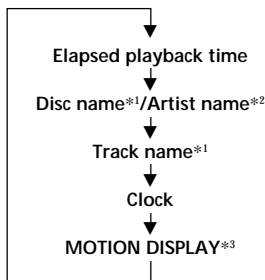 Elapsed playback time
Disc name*1/Artist name*2
Track name*1
Clock
MOTION DISPLAY*3